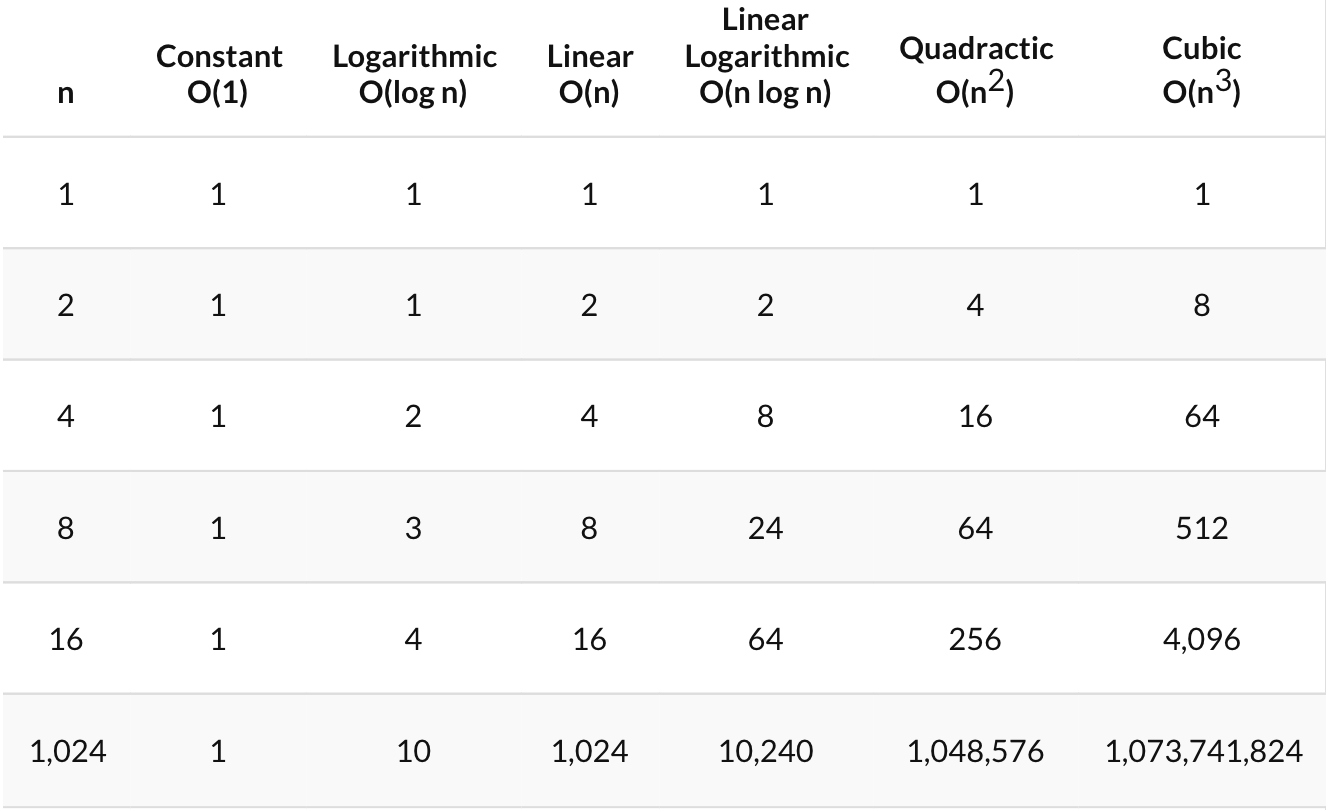 n Constant O(1) Logarithmic O(log n) Linear O(n) Linear Logarithmic O(n log n) Quadractic O(n²) Cubic O(n³)
1 1 1 1 1 1 1
2 1 1 2 2 4 8
4 1 2 4 8 16 64
8 1 3 8 24 64 512
16 1 4 16 64 256 4,096
1,024 1 10 1,024 10,240 1,048,576 1,073,741,824